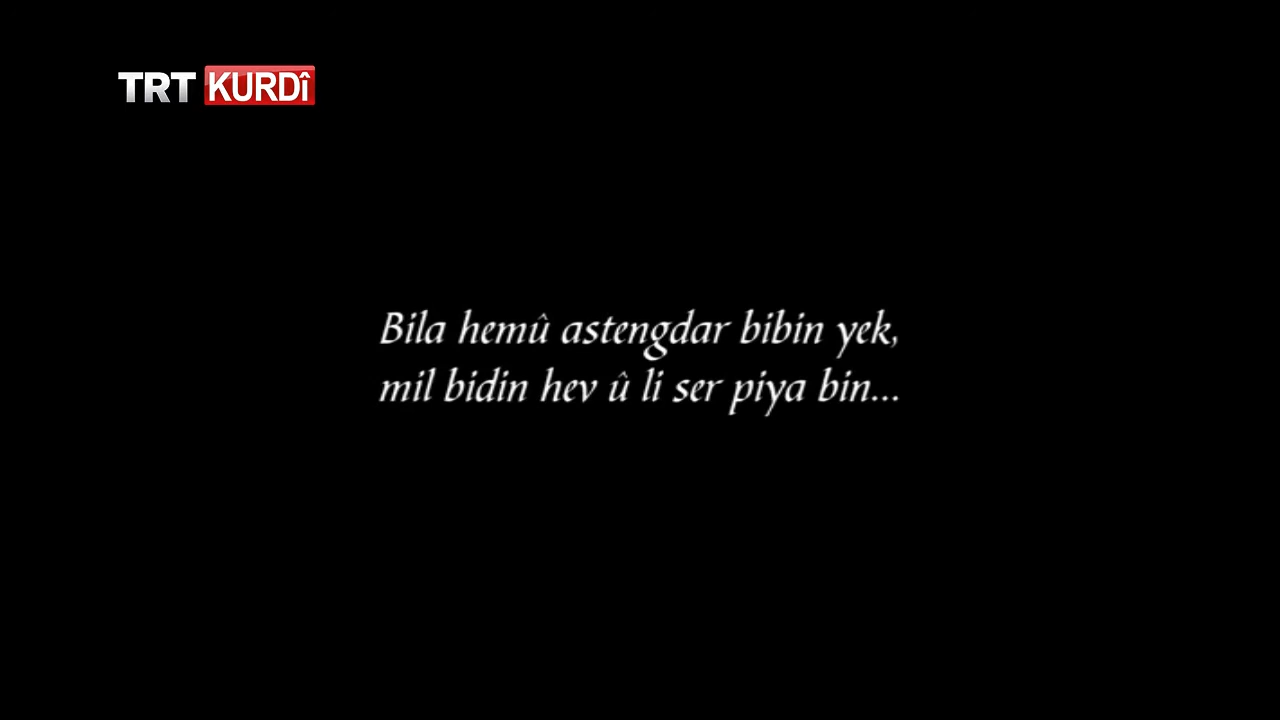 TRT KURDî
Bila hemû astengdar bibin yek,
mil bidin hev û li ser piya bin...